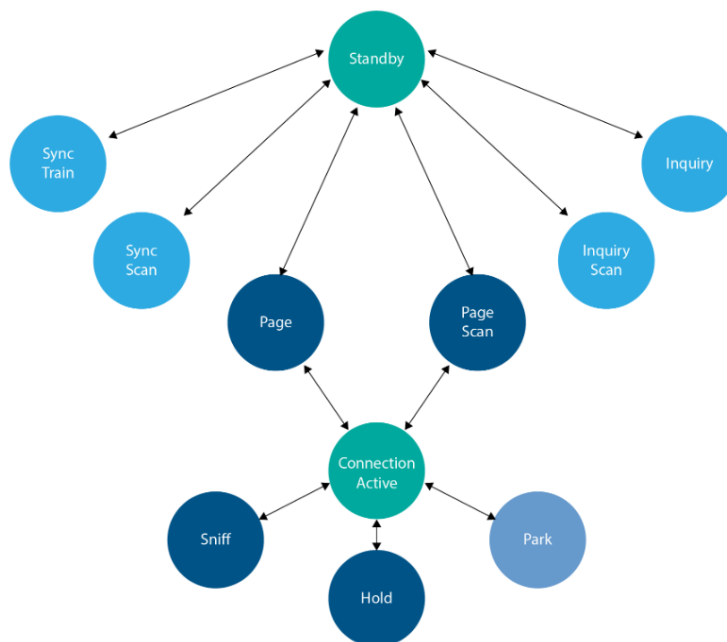 Standby
Sync
Train
Inquiry
Sync
Scan
Inquiry
Scan
Page
Page
Scan
Connection
Active
Sniff
Park
Hold